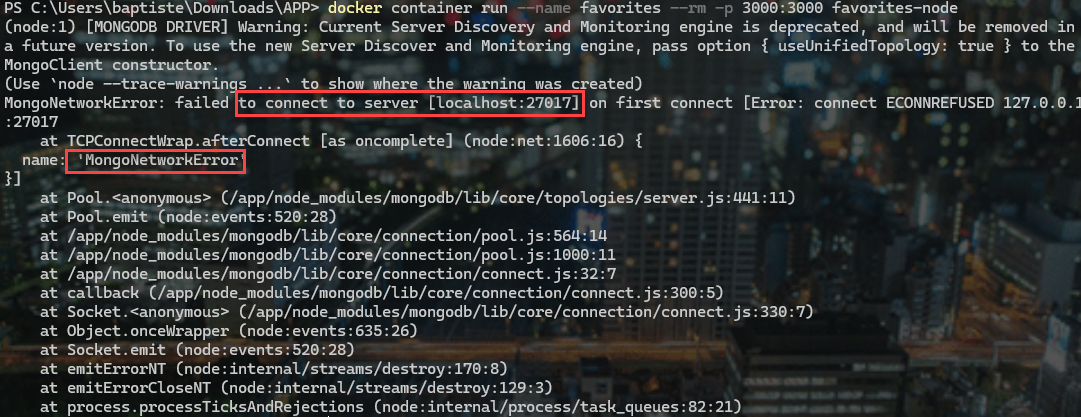 PS C:\Users\baptiste\Downloads\APP> docker container run --name favorites --rm -p 3000:3000 favorites-node
(node:1) [MONGODB DRIVER] Warning: Current Server Discovery and Monitoring engine is deprecated, and will be removed in
a future version. To use the new Server Discover and Monitoring engine, pass option { useUnifiedTopology: true } to the
MongoClient constructor.
(Use `node --trace-warnings ...` to show where the warning was created)
MongoNetworkError: failed to connect to server [localhost:27017] on first connect [Error: connect ECONNREFUSED 127.0.0.1
:27017
    at TCPConnectWrap.afterConnect [as oncomplete] (node:net:1606:16) {
  name: 'MongoNetworkError'
}]
    at Pool.<anonymous> (/app/node_modules/mongodb/lib/core/topologies/server.js:441:11)
    at Pool.emit (node:events:520:28)
    at /app/node_modules/mongodb/lib/core/connection/pool.js:564:14
    at /app/node_modules/mongodb/lib/core/connection/pool.js:1000:11
    at /app/node_modules/mongodb/lib/core/connection/connect.js:32:7
    at callback (/app/node_modules/mongodb/lib/core/connection/connect.js:300:5)
    at Socket.<anonymous> (/app/node_modules/mongodb/lib/core/connection/connect.js:330:7)
    at Object.onceWrapper (node:events:635:26)
    at Socket.emit (node:events:520:28)
    at emitErrorNT (node:internal/streams/destroy:170:8)
    at emitErrorCloseNT (node:internal/streams/destroy:129:3)
    at process.processTicksAndRejections (node:internal/process/task_queues:82:21)